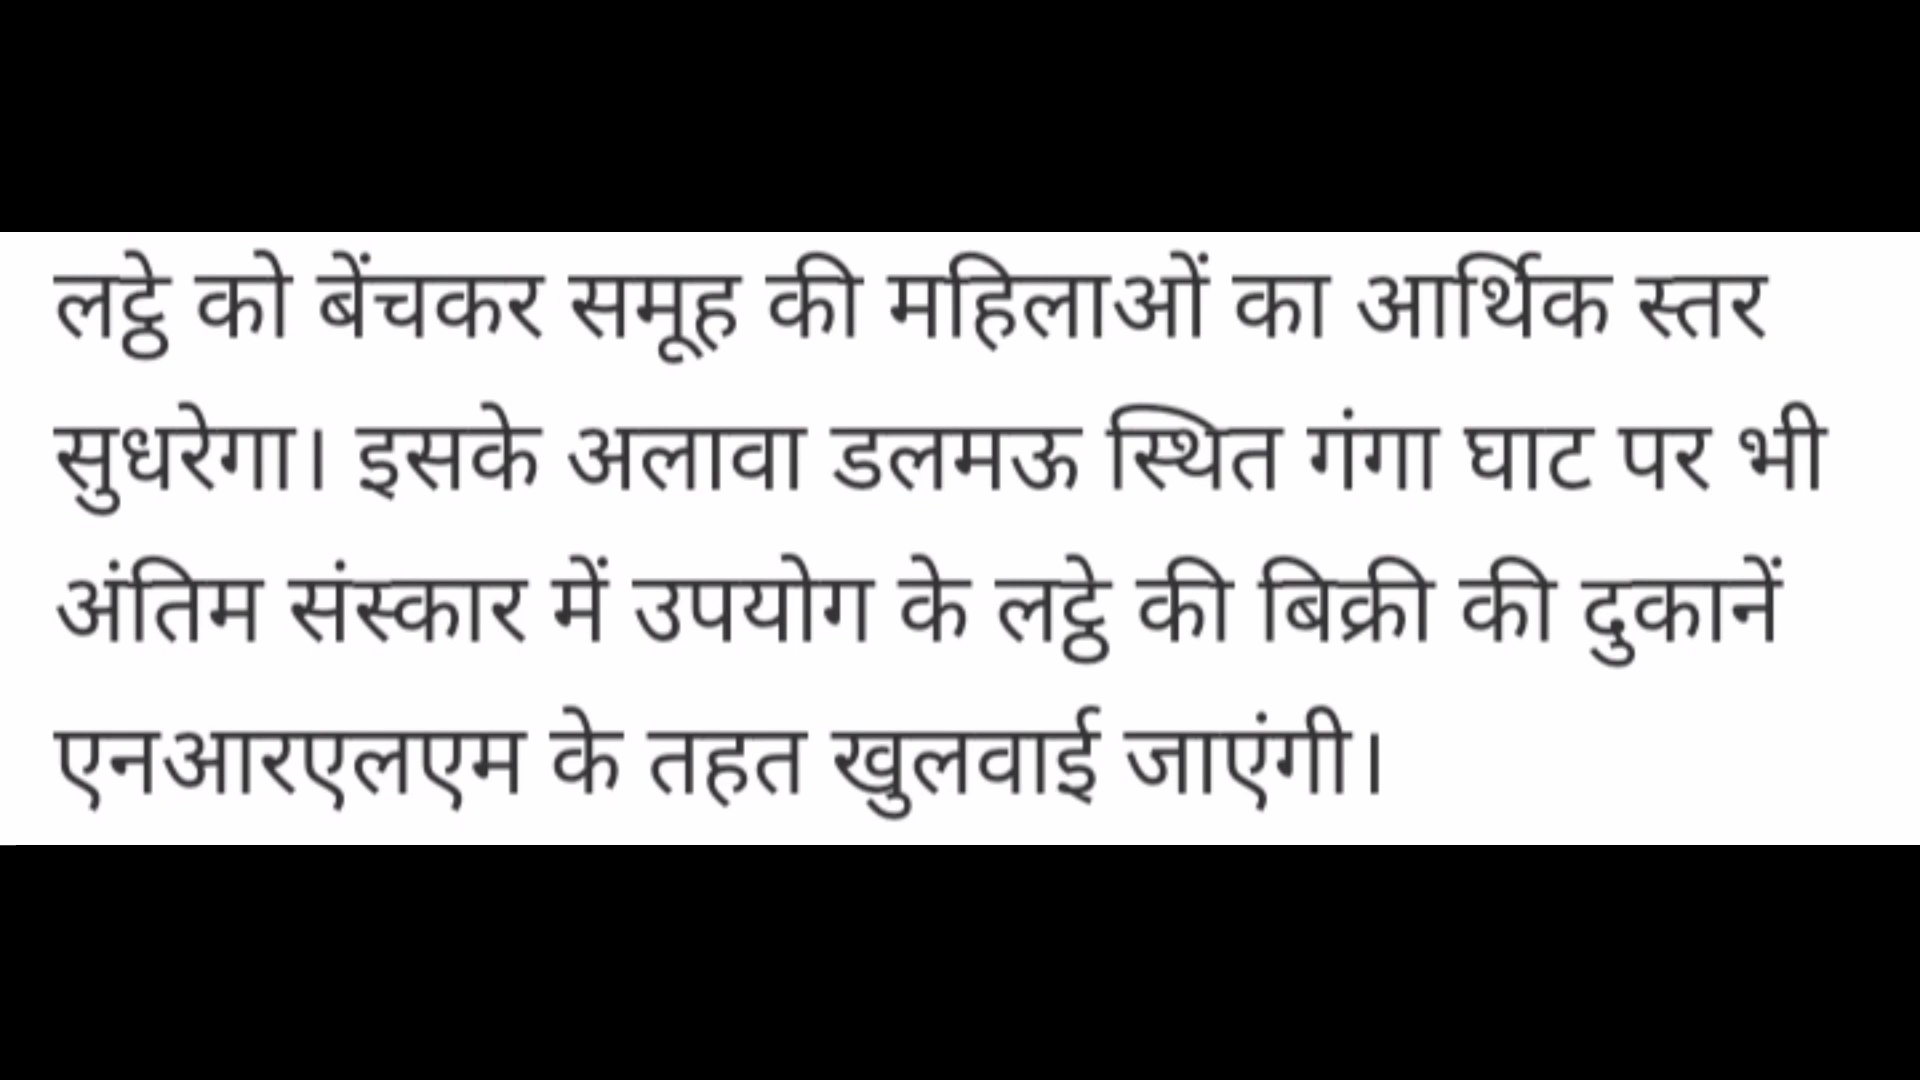 लट्ठे को बेंचकर समूह की महिलाओं का आर्थिक स्तर
सुधरेगा। इसके अलावा डलमऊ स्थित गंगा घाट पर भी
अंतिम संस्कार में उपयोग के लट्ठे की बिक्री की दुकानें
एनआरएलएम के तहत खुलवाई जाएंगी।